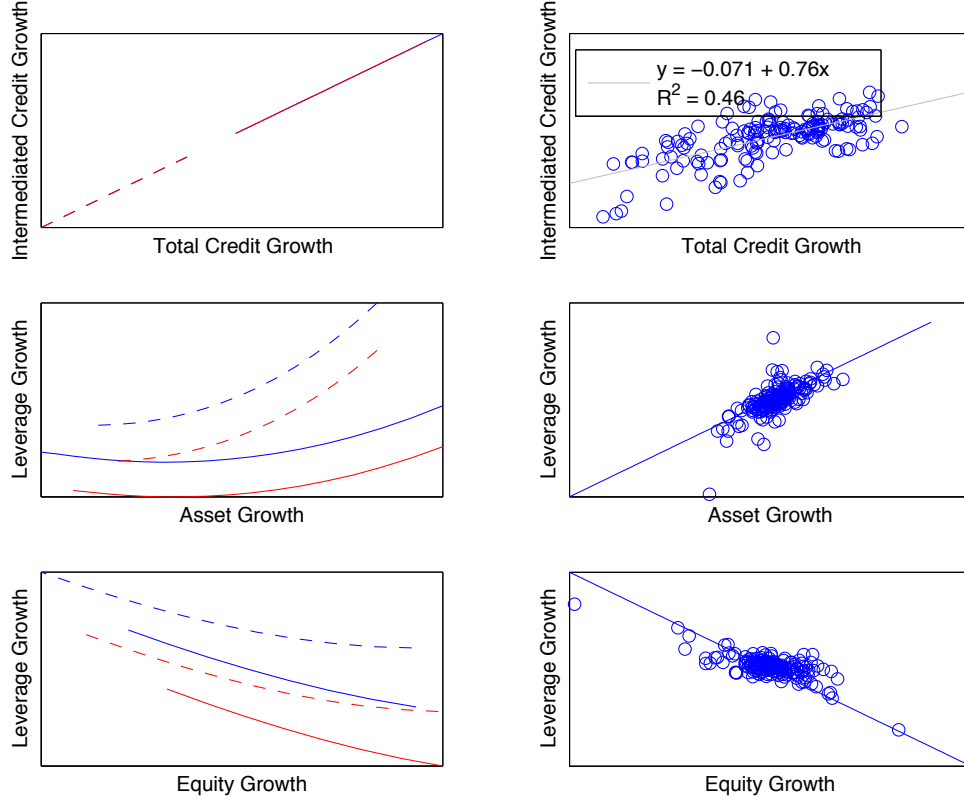 Intermediated Credit Growth
Total Credit Growth
Intermediated Credit Growth
y = −0.071 + 0.76x
R² = 0.46
Total Credit Growth
Leverage Growth
Asset Growth
Leverage Growth
Asset Growth
Leverage Growth
Equity Growth
Leverage Growth
Equity Growth